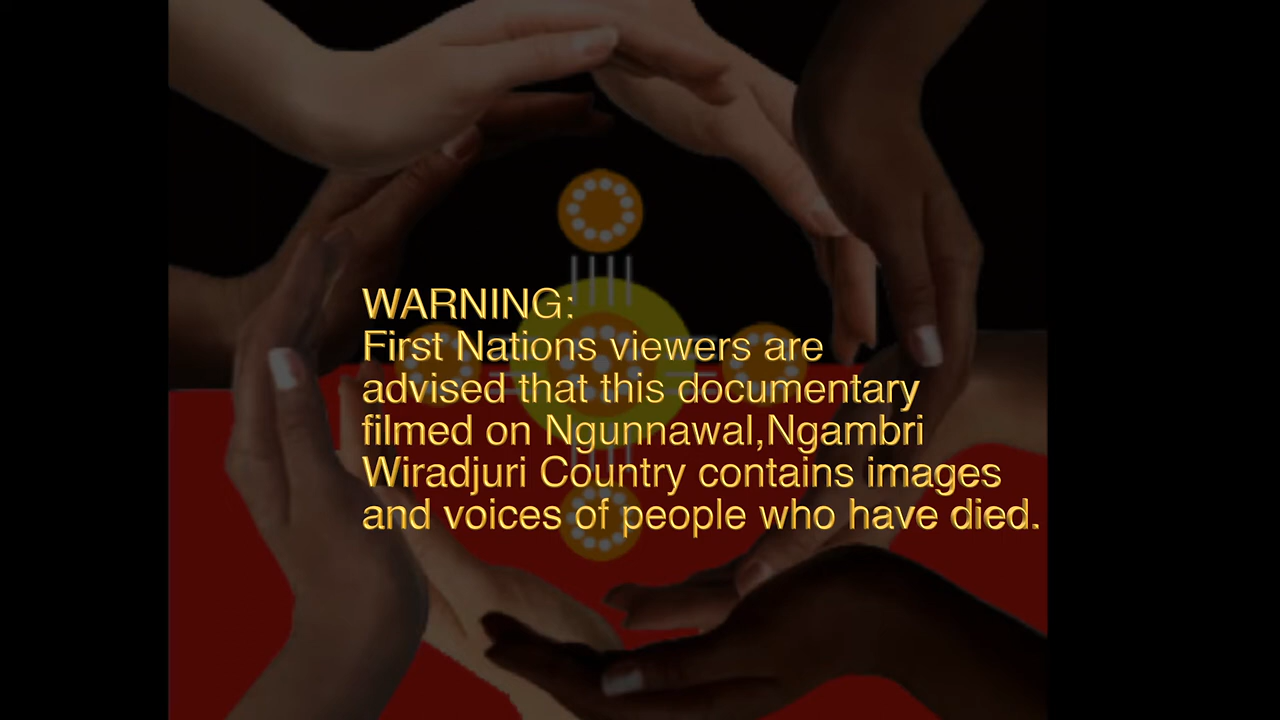 WARNING:
First Nations viewers are
advised that this documentary
filmed on Ngunnawal,Ngambri
Wiradjuri Country contains images
and voices of people who have died.